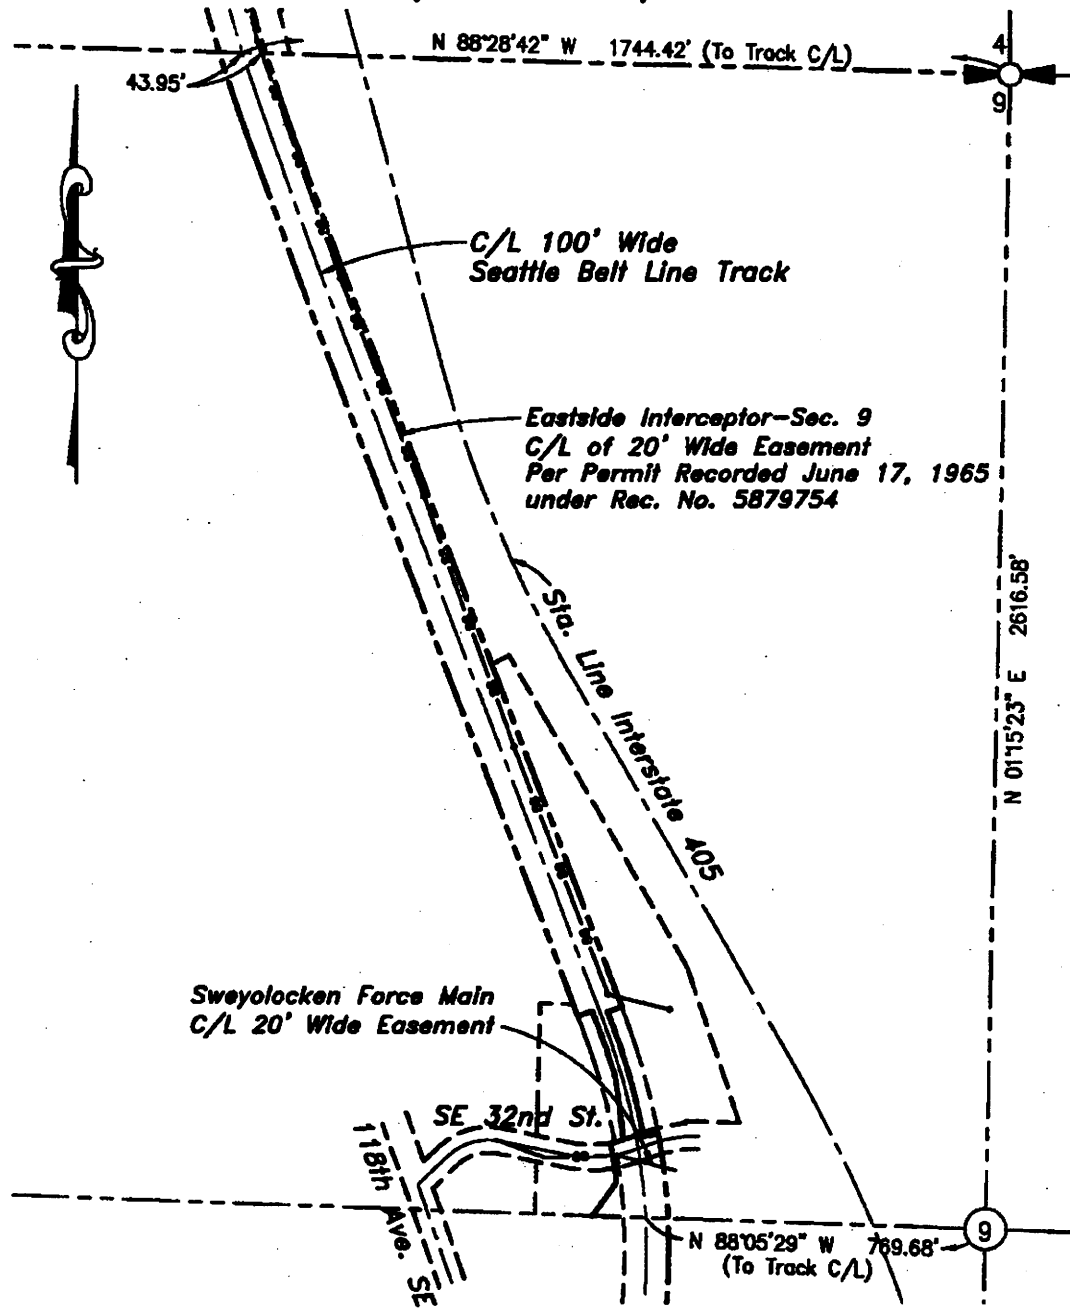 N 88°28'42" W 1744.42' (To Track C/L)
4
9
43.95'
C/L 100' Wide
Seattle Belt Line Track
Eastside Interceptor-Sec. 9
C/L of 20' Wide Easement
Per Permit Recorded June 17, 1965
under Rec. No. 5879754
Sta. Line Interstate 405
N 01°15'23" E 2616.58'
Sweyolocken Force Main
C/L 20' Wide Easement
SE 32nd St.
118th Ave. SE
N 88°05'29" W 769.68'
(To Track C/L)
9